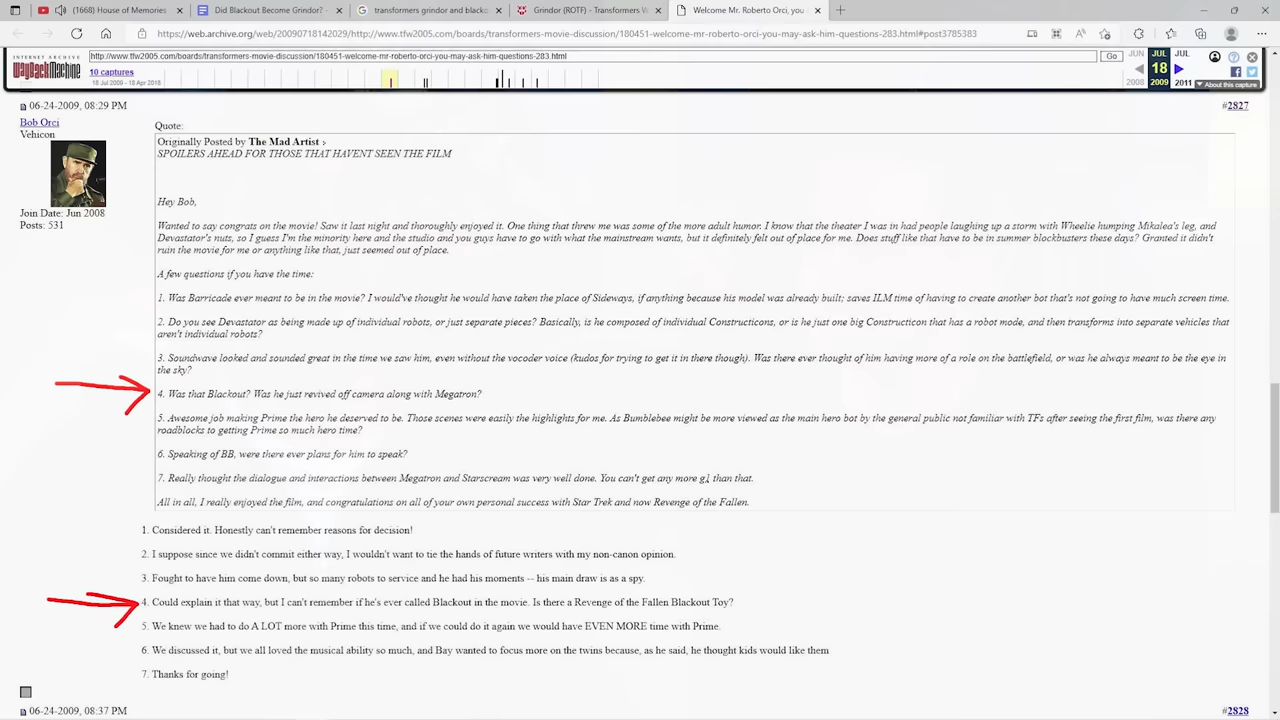 (1668) House of Memories
Did Blackout Become Grindor? -
transformers grindor and blacko
Grindor (ROTF) - Transformers W
Welcome Mr. Roberto Orci, you
https://web.archive.org/web/20090718142029/http://www.tfw2005.com/boards/transformers-movie-discussion/180451-welcome-mr-roberto-orci-you-may-ask-him-questions-283.html#post3785383
INTERNET ARCHIVE
WayBackMachine
http://www.tfw2005.com/boards/transformers-movie-discussion/180451-welcome-mr-roberto-orci-you-may-ask-him-questions-283.html
Go
JUN JUL JUL
10 captures
18
18 Jul 2009 - 18 Apr 2016
2008 2009 2011
About this capture
06-24-2009, 08:29 PM
#2827
Bob Orci
Vehicon
Join Date: Jun 2008
Posts: 531
Quote:
Originally Posted by The Mad Artist
SPOILERS AHEAD FOR THOSE THAT HAVENT SEEN THE FILM
Hey Bob,
Wanted to say congrats on the movie! Saw it last night and thoroughly enjoyed it. One thing that threw me was some of the more adult humor. I know that the theater I was in had people laughing up a storm with Wheelie humping Mikalea's leg, and
Devastator's nuts, so I guess I'm the minority here and the studio and you guys have to go with what the mainstream wants, but it definitely felt out of place for me. Does stuff like that have to be in summer blockbusters these days? Granted it didn't
ruin the movie for me or anything like that, just seemed out of place.
A few questions if you have the time:
1. Was Barricade ever meant to be in the movie? I would've thought he would have taken the place of Sideways, if anything because his model was already built; saves ILM time of having to create another bot that's not going to have much screen time.
2. Do you see Devastator as being made up of individual robots, or just separate pieces? Basically, is he composed of individual Constructicons, or is he just one big Constructicon that has a robot mode, and then transforms into separate vehicles that
aren't individual robots?
3. Soundwave looked and sounded great in the time we saw him, even without the vocoder voice (kudos for trying to get it in there though). Was there ever thought of him having more of a role on the battlefield, or was he always meant to be the eye in
the sky?
4. Was that Blackout? Was he just revived off camera along with Megatron?
5. Awesome job making Prime the hero he deserved to be. Those scenes were easily the highlights for me. As Bumblebee might be more viewed as the main hero bot by the general public not familiar with TFs after seeing the first film, was there any
roadblocks to getting Prime so much hero time?
6. Speaking of BB, were there ever plans for him to speak?
7. Really thought the dialogue and interactions between Megatron and Starscream was very well done. You can't get any more g1 than that.
All in all, I really enjoyed the film, and congratulations on all of your own personal success with Star Trek and now Revenge of the Fallen.
1. Considered it. Honestly can't remember reasons for decision!
2. I suppose since we didn't commit either way, I wouldn't want to tie the hands of future writers with my non-canon opinion.
3. Fought to have him come down, but so many robots to service and he had his moments -- his main draw is as a spy.
4. Could explain it that way, but I can't remember if he's ever called Blackout in the movie. Is there a Revenge of the Fallen Blackout Toy?
5. We knew we had to do A LOT more with Prime this time, and if we could do it again we would have EVEN MORE time with Prime.
6. We discussed it, but we all loved the musical ability so much, and Bay wanted to focus more on the twins because, as he said, he thought kids would like them
7. Thanks for going!
06-24-2009, 08:37 PM
#2828